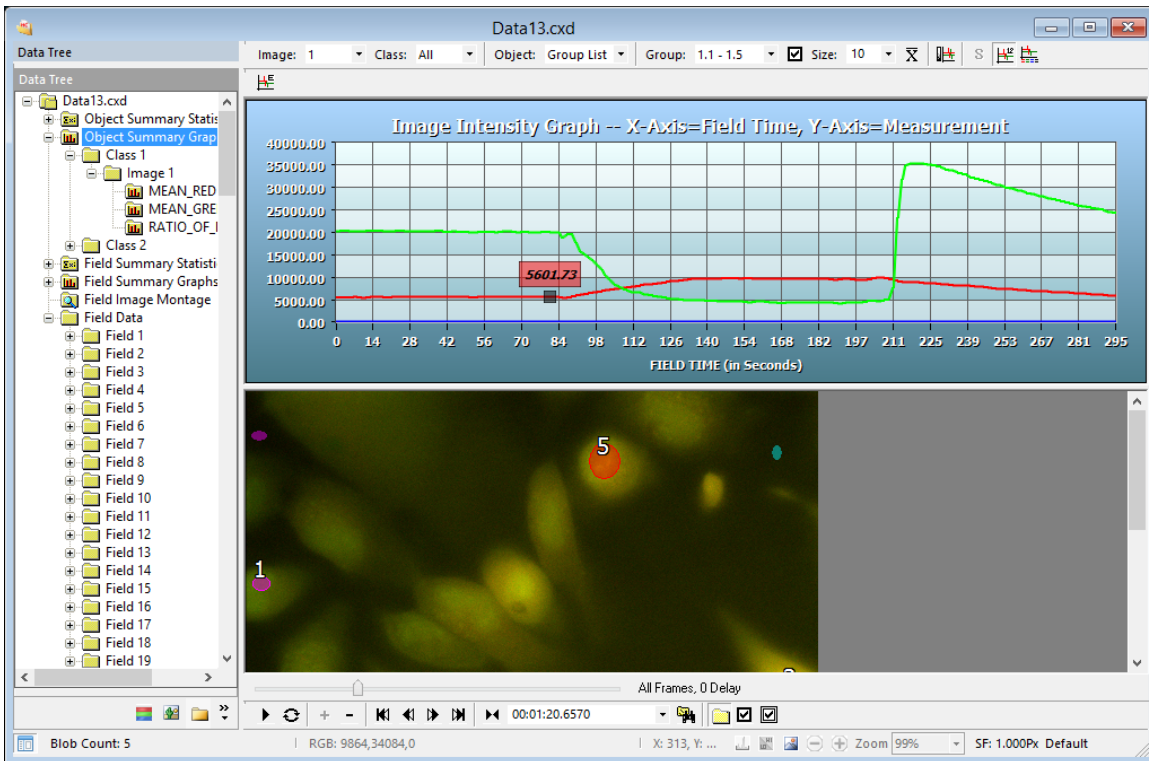 Data13.cxd
Data Tree
Image: 1 Class: All Object: Group List Group: 1.1 - 1.5 Size: 10 X S
Data Tree
Data13.cxd
Object Summary Statis
Object Summary Grap
Class 1
Image 1
MEAN_RED
MEAN_GRE
RATIO_OF_I
Class 2
Field Summary Statisti
Field Summary Graphs
Field Image Montage
Field Data
Field 1
Field 2
Field 3
Field 4
Field 5
Field 6
Field 7
Field 8
Field 9
Field 10
Field 11
Field 12
Field 13
Field 14
Field 15
Field 16
Field 17
Field 18
Field 19
Image Intensity Graph -- X-Axis=Field Time, Y-Axis=Measurement
40000.00
35000.00
30000.00
25000.00
20000.00
15000.00
10000.00
5000.00
0.00
5601.73
0 14 28 42 56 70 84 98 112 126 140 154 168 182 197 211 225 239 253 267 281 295
FIELD TIME (in Seconds)
5
1
All Frames, 0 Delay
00:01:20.6570
Blob Count: 5 RGB: 9864,34084,0 X: 313, Y: ... Zoom 99% SF: 1.000Px Default